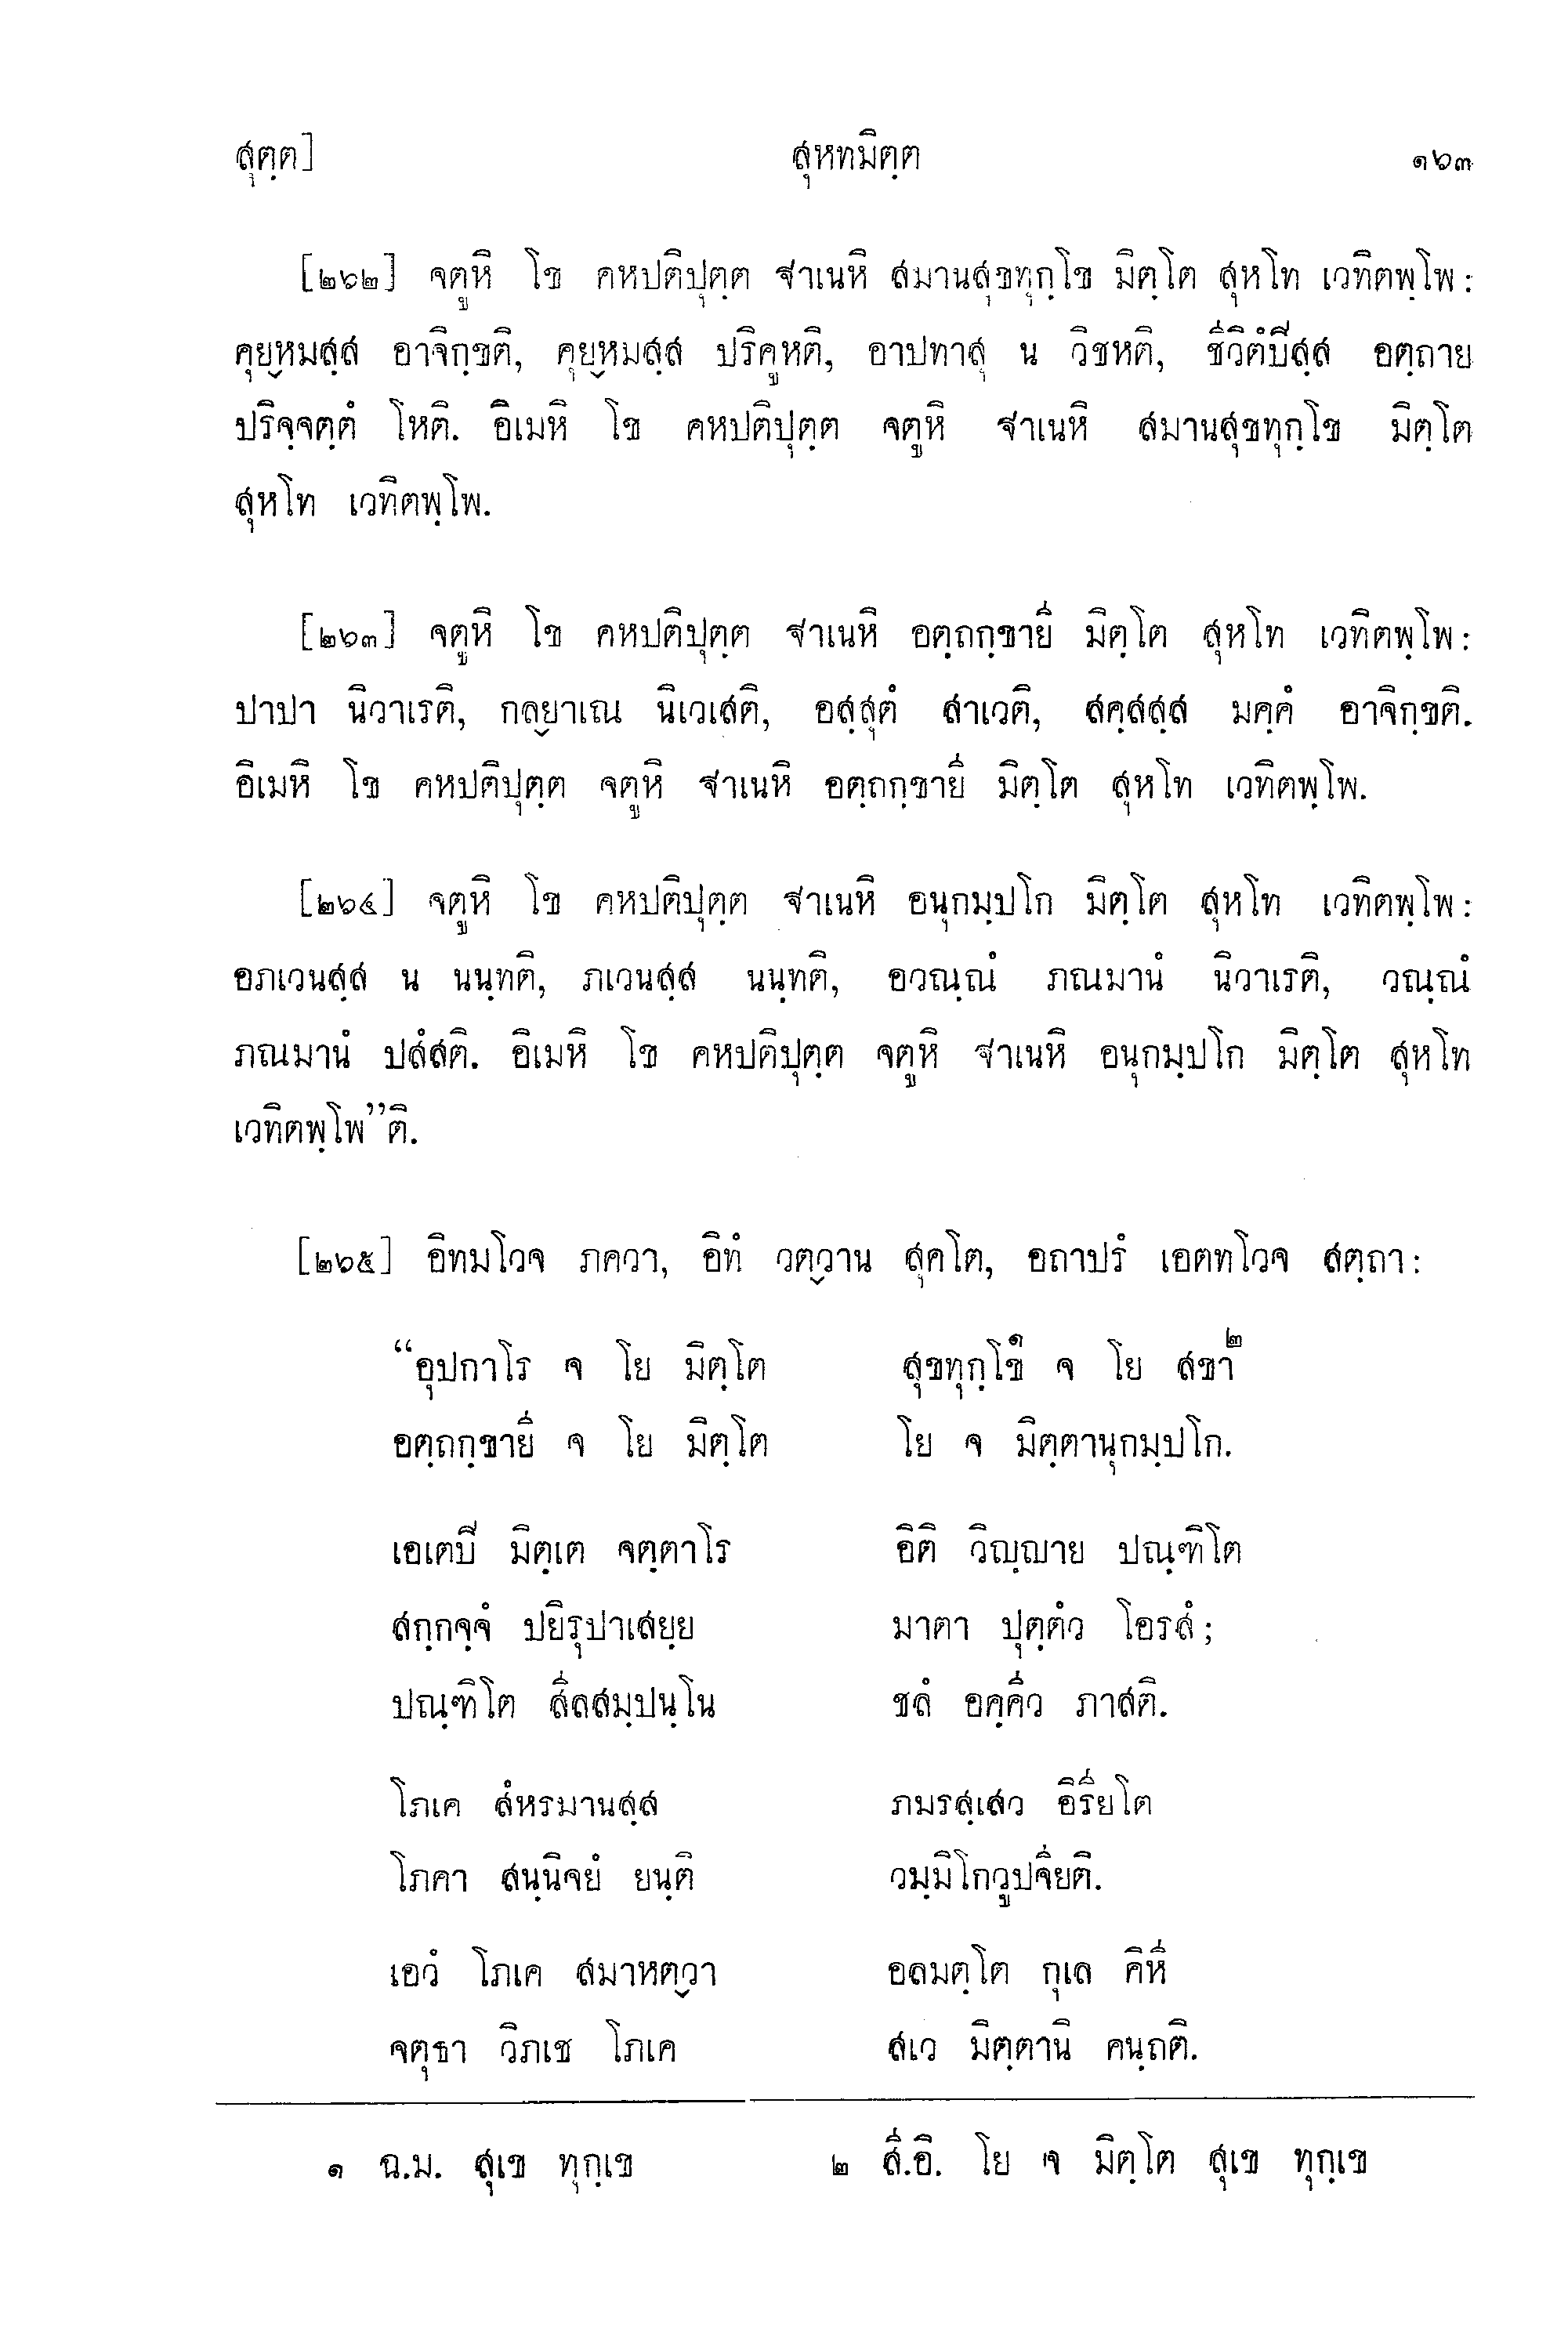 สุตฺต]	สุหทมิตฺต	๑๖๓
[๒๖๒] จตูหิ โข คหปติปุตฺต ฐาเนหิ สมานสุขทุกฺโข มิตฺโต สุหโท เวทิตพฺโพ:
คุยฺหมสฺส อาจิกฺขติ, คุยฺหมสฺส ปริคูหติ, อาปทาสุ น วิชหติ, ชีวิตํปิสฺส อตฺถาย
ปริจฺจตฺตํ โหติ. อิเมหิ โข คหปติปุตฺต จตูหิ ฐาเนหิ สมานสุขทุกฺโข มิตฺโต
สุหโท เวทิตพฺโพ.
[๒๖๓] จตูหิ โข คหปติปุตฺต ฐาเนหิ อตฺถกฺขายี มิตฺโต สุหโท เวทิตพฺโพ:
ปาปา นิวาเรติ, กลฺยาเณ นิเวเสติ, อสฺสุตํ สาเวติ, สคฺสสฺส มคฺคํ อาจิกฺขติ.
อิเมหิ โข คหปติปุตฺต จตูหิ ฐาเนหิ อตฺถกฺขายี มิตฺโต สุหโท เวทิตพฺโพ.
[๒๖๔] จตูหิ โข คหปติปุตฺต ฐาเนหิ อนุกมฺปโก มิตฺโต สุหโท เวทิตพฺโพ:
อภเวนสฺส น นนฺทติ, ภเวนสฺส นนฺทติ, อวณฺณํ ภณมานํ นิวาเรติ, วณฺณํ
ภณมานํ ปสํสติ. อิเมหิ โข คหปติปุตฺต จตูหิ ฐาเนหิ อนุกมฺปโก มิตฺโต สุหโท
เวทิตพฺโพ”ติ.
[๒๖๕] อิทมโวจ ภควา, อิทํ วตฺวาน สุคโต, อถาปรํ เอตทโวจ สตฺถา:
“อุปกาโร จ โย มิตฺโต	สุขทุกฺโข๑ จ โย สขา๒
อตฺถกฺขายี จ โย มิตฺโต	โย จ มิตฺตานุกมฺปโก.
เอเตปิ มิตฺเต จตฺตาโร	อิติ วิญฺญาย ปณฺฑิโต
สกฺกจฺจํ ปยิรุปาเสยฺย	มาตา ปุตฺตํว โอรสํ;
ปณฺฑิโต สีลสมฺปนฺโน	ชลํ อคฺคีว ภาสติ.
โภเค สํหรมานสฺส	ภมรสฺเสว อิรียโต
โภคา สนฺนิจยํ ยนฺติ	วมฺมิโกวูปจียติ.
เอวํ โภเค สมาหตฺวา	อลมตฺโต กุเล คิหี
จตุธา วิภเช โภเค	สเว มิตฺตานิ คนฺถติ.
๑ ฉ.ม. สุเข ทุกฺเข	๒ สี.อิ. โย จ มิตฺโต สุเข ทุกฺเข